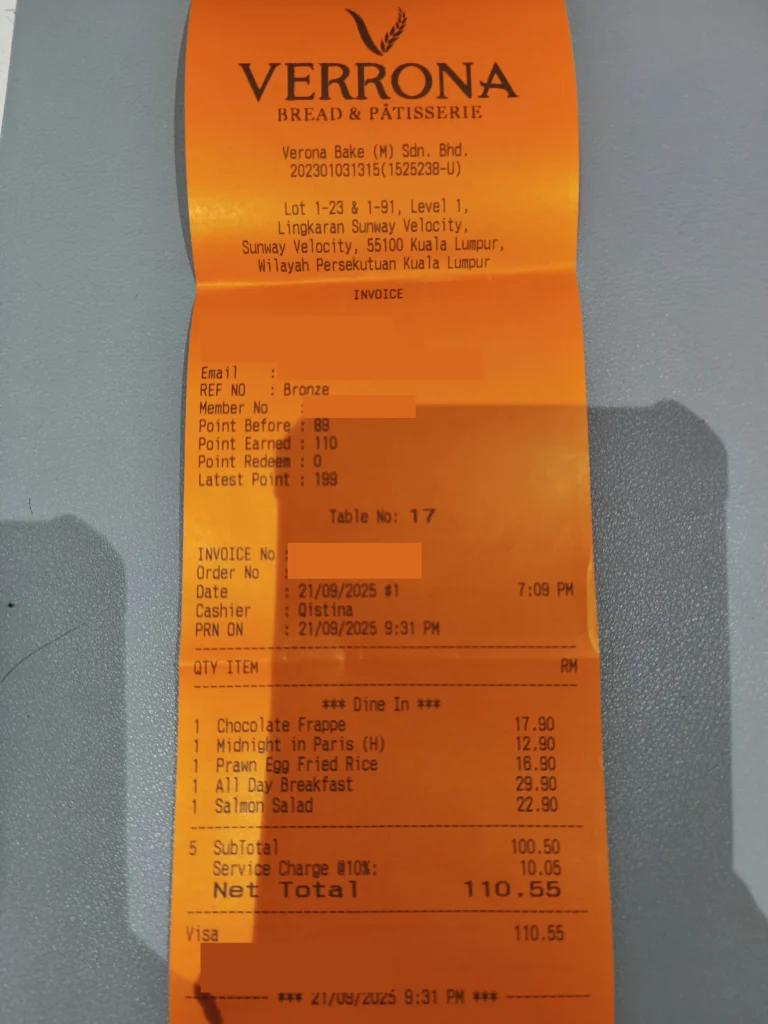 VERRONA
BREAD & PÂTISSERIE
Verona Bake (M) Sdn. Bhd.
202301031315(1525238-U)
Lot 1-23 & 1-91, Level 1,
Lingkaran Sunway Velocity,
Sunway Velocity, 55100 Kuala Lumpur,
Wilayah Persekutuan Kuala Lumpur
INVOICE
Email :
REF NO : Bronze
Member No :
Point Before : 89
Point Earned : 110
Point Redeem : 0
Latest Point : 199
Table No: 17
INVOICE No :
Order No :
Date : 21/09/2025 #1 7:09 PM
Cashier : Qistina
PRN ON : 21/09/2025 9:31 PM
QTY ITEM RM
*** Dine In ***
1 Chocolate Frappe 17.90
1 Midnight in Paris (H) 12.90
1 Prawn Egg Fried Rice 16.90
1 All Day Breakfast 29.90
1 Salmon Salad 22.90
5 SubTotal 100.50
Service Charge @10%: 10.05
Net Total 110.55
Visa 110.55
*** 21/09/2025 9:31 PM ***